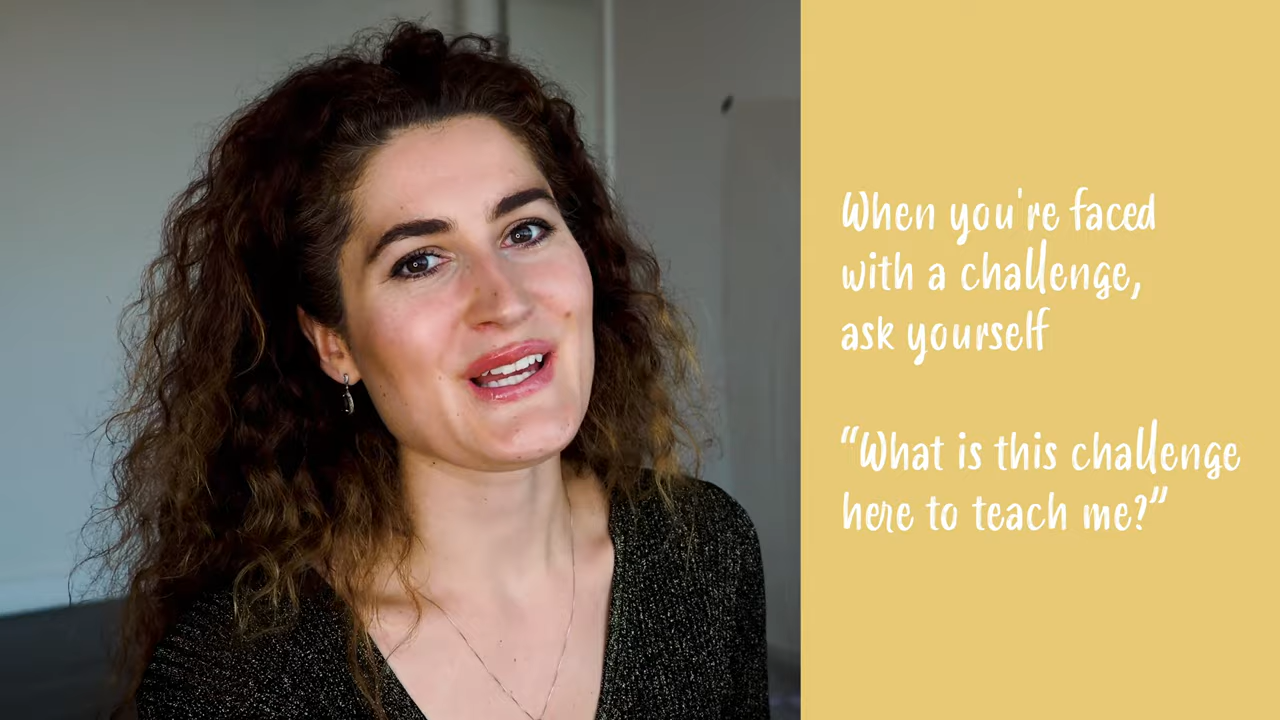 When you're faced
with a challenge,
ask yourself
“What is this challenge
here to teach me?”